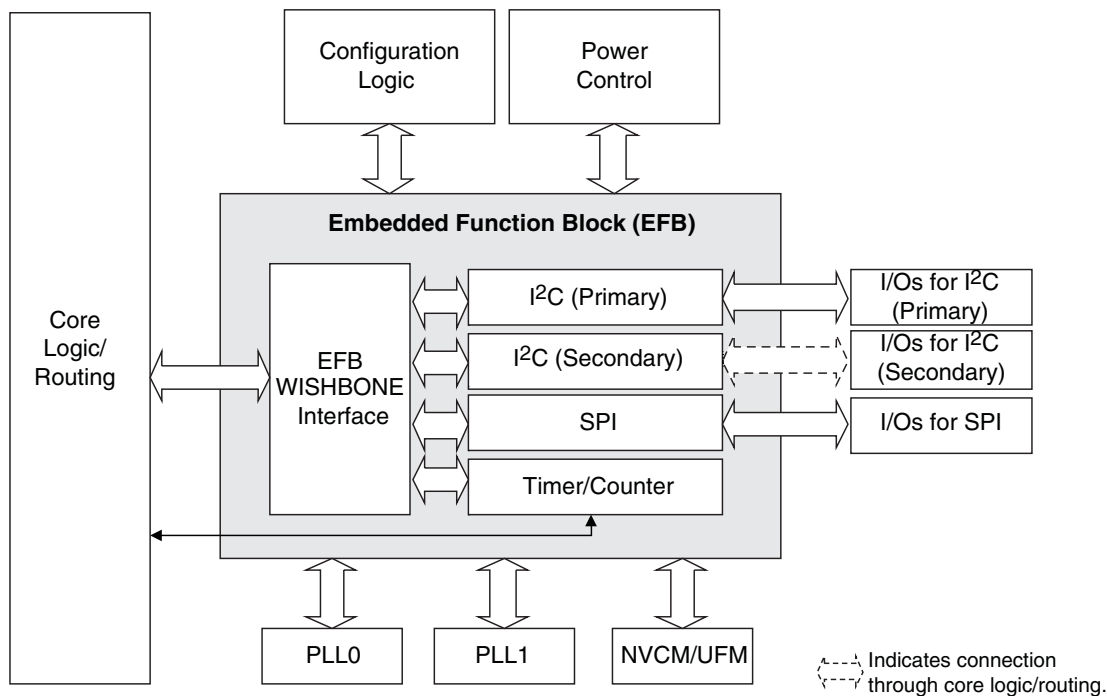 Configuration
Logic
Power
Control
Embedded Function Block (EFB)
Core
Logic/
Routing
EFB
WISHBONE
Interface
I²C (Primary)
I²C (Secondary)
SPI
Timer/Counter
I/Os for I²C
(Primary)
I/Os for I²C
(Secondary)
I/Os for SPI
PLL0
PLL1
NVCM/UFM
Indicates connection
through core logic/routing.